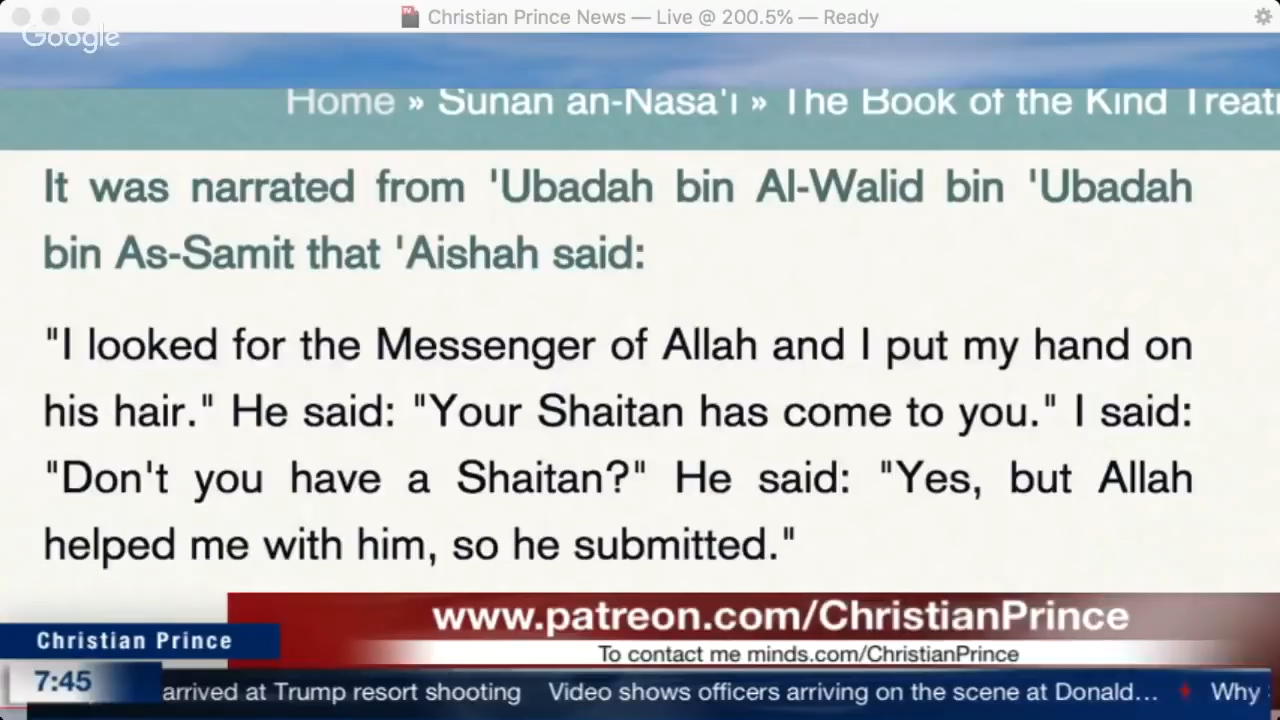 Christian Prince News — Live @ 200.5% — Ready
Google
Home » Sunan an-Nasa'i » The Book of the Kind Treat
It was narrated from 'Ubadah bin Al-Walid bin 'Ubadah
bin As-Samit that 'Aishah said:
"I looked for the Messenger of Allah and I put my hand on
his hair." He said: "Your Shaitan has come to you." I said:
"Don't you have a Shaitan?" He said: "Yes, but Allah
helped me with him, so he submitted."
www.patreon.com/ChristianPrince
Christian Prince
To contact me minds.com/ChristianPrince
7:45
arrived at Trump resort shooting Video shows officers arriving on the scene at Donald... Why